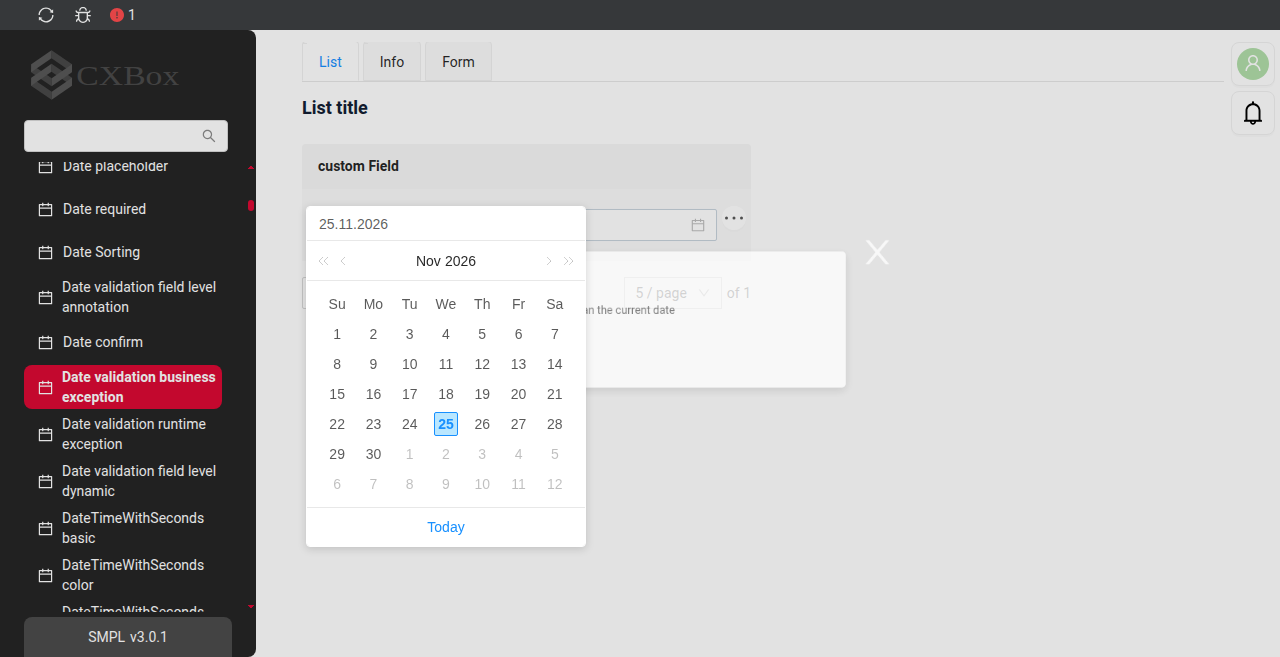 1
CXBox
List
Info
Form
List title
custom Field
Date placeholder
Date required
Date Sorting
Date validation field level
annotation
Date confirm
Date validation business
exception
Date validation runtime
exception
Date validation field level
dynamic
DateTimeWithSeconds
basic
DateTimeWithSeconds
color
DateTimeWithSeconds
SMPL v3.0.1
25.11.2026
Nov 2026
Su Mo Tu We Th Fr Sa
1 2 3 4 5 6 7
8 9 10 11 12 13 14
15 16 17 18 19 20 21
22 23 24 25 26 27 28
29 30 1 2 3 4 5
6 7 8 9 10 11 12
Today
5 / page of 1
the current date